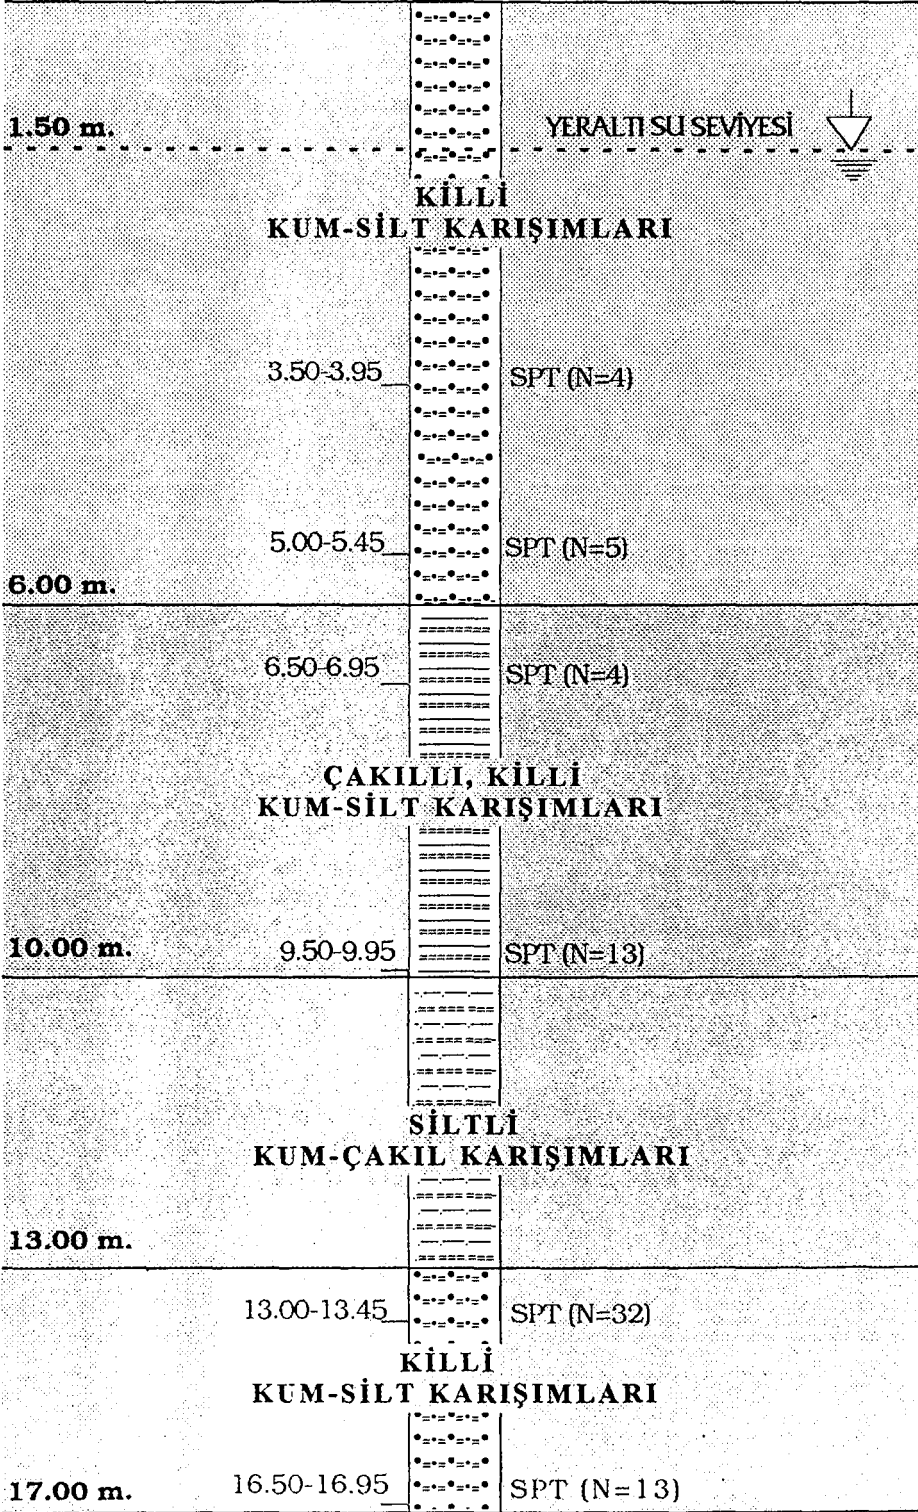 1.50 m.
YERALTI SU SEVİYESİ
KİLLİ
KUM-SİLT KARIŞIMLARI
3.50-3.95 SPT (N=4)
5.00-5.45 SPT (N=5)
6.00 m.
6.50-6.95 SPT (N=4)
ÇAKILLI, KİLLİ
KUM-SİLT KARIŞIMLARI
10.00 m.
9.50-9.95 SPT (N=13)
SİLTLİ
KUM-ÇAKIL KARIŞIMLARI
13.00 m.
13.00-13.45 SPT (N=32)
KİLLİ
KUM-SİLT KARIŞIMLARI
17.00 m.
16.50-16.95 SPT (N=13)